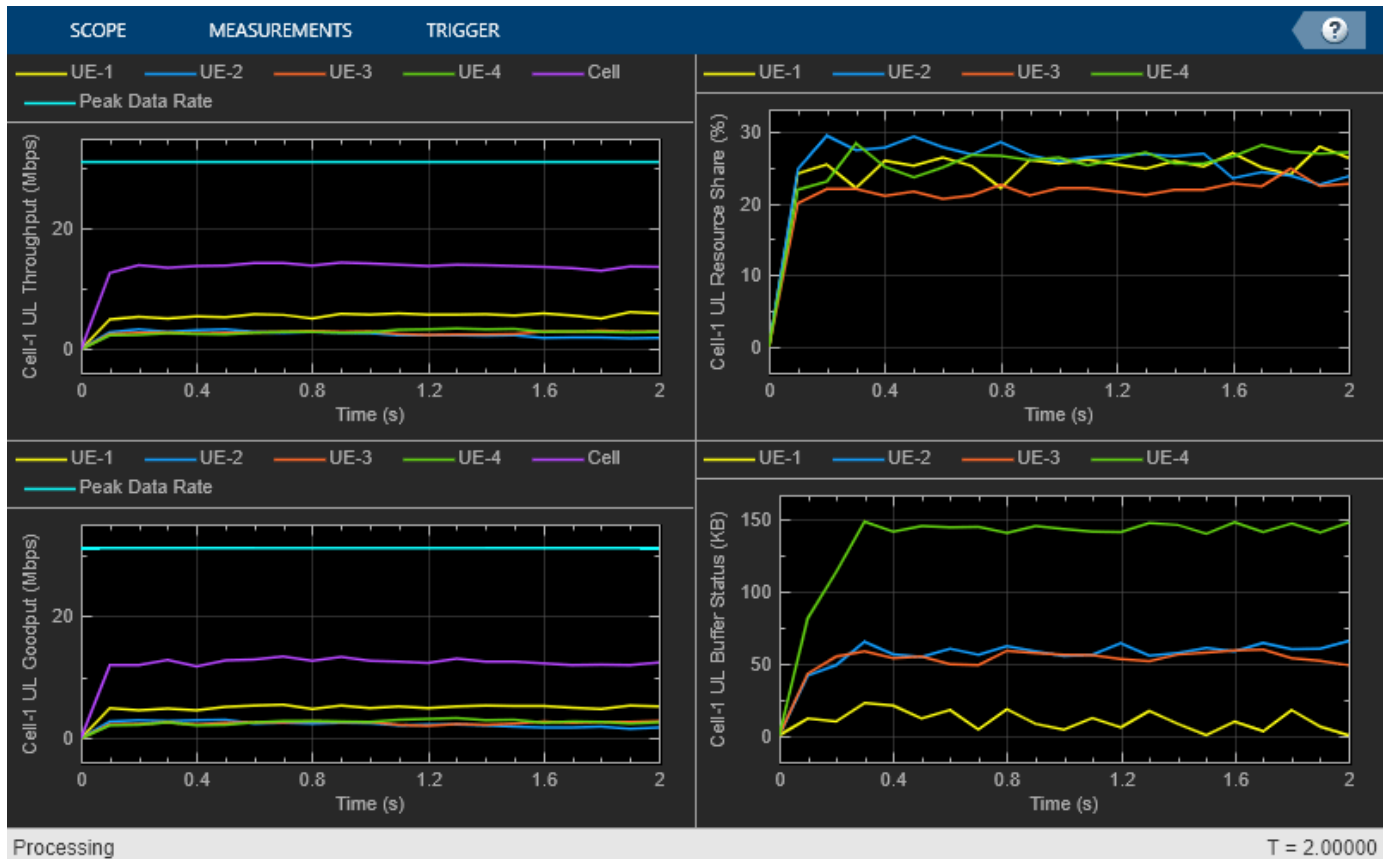 SCOPE MEASUREMENTS TRIGGER ?
UE-1 UE-2 UE-3 UE-4 Cell
Peak Data Rate
Cell-1 UL Throughput (Mbps)
20
0
0 0.4 0.8 1.2 1.6 2
Time (s)
UE-1 UE-2 UE-3 UE-4
Cell-1 UL Resource Share (%)
30
20
10
0
0 0.4 0.8 1.2 1.6 2
Time (s)
UE-1 UE-2 UE-3 UE-4 Cell
Peak Data Rate
Cell-1 UL Goodput (Mbps)
20
0
0 0.4 0.8 1.2 1.6 2
Time (s)
UE-1 UE-2 UE-3 UE-4
Cell-1 UL Buffer Status (KB)
150
100
50
0
0 0.4 0.8 1.2 1.6 2
Time (s)
Processing T = 2.00000